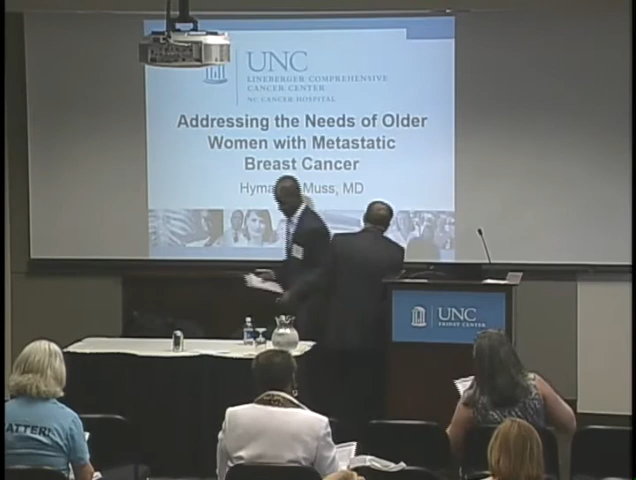 UNC
LINEBERGER COMPREHENSIVE
CANCER CENTER
NC CANCER HOSPITAL
Addressing the Needs of Older
Women with Metastatic
Breast Cancer
Muss, MD
UNC
FRIDAY CENTER
ATTER!